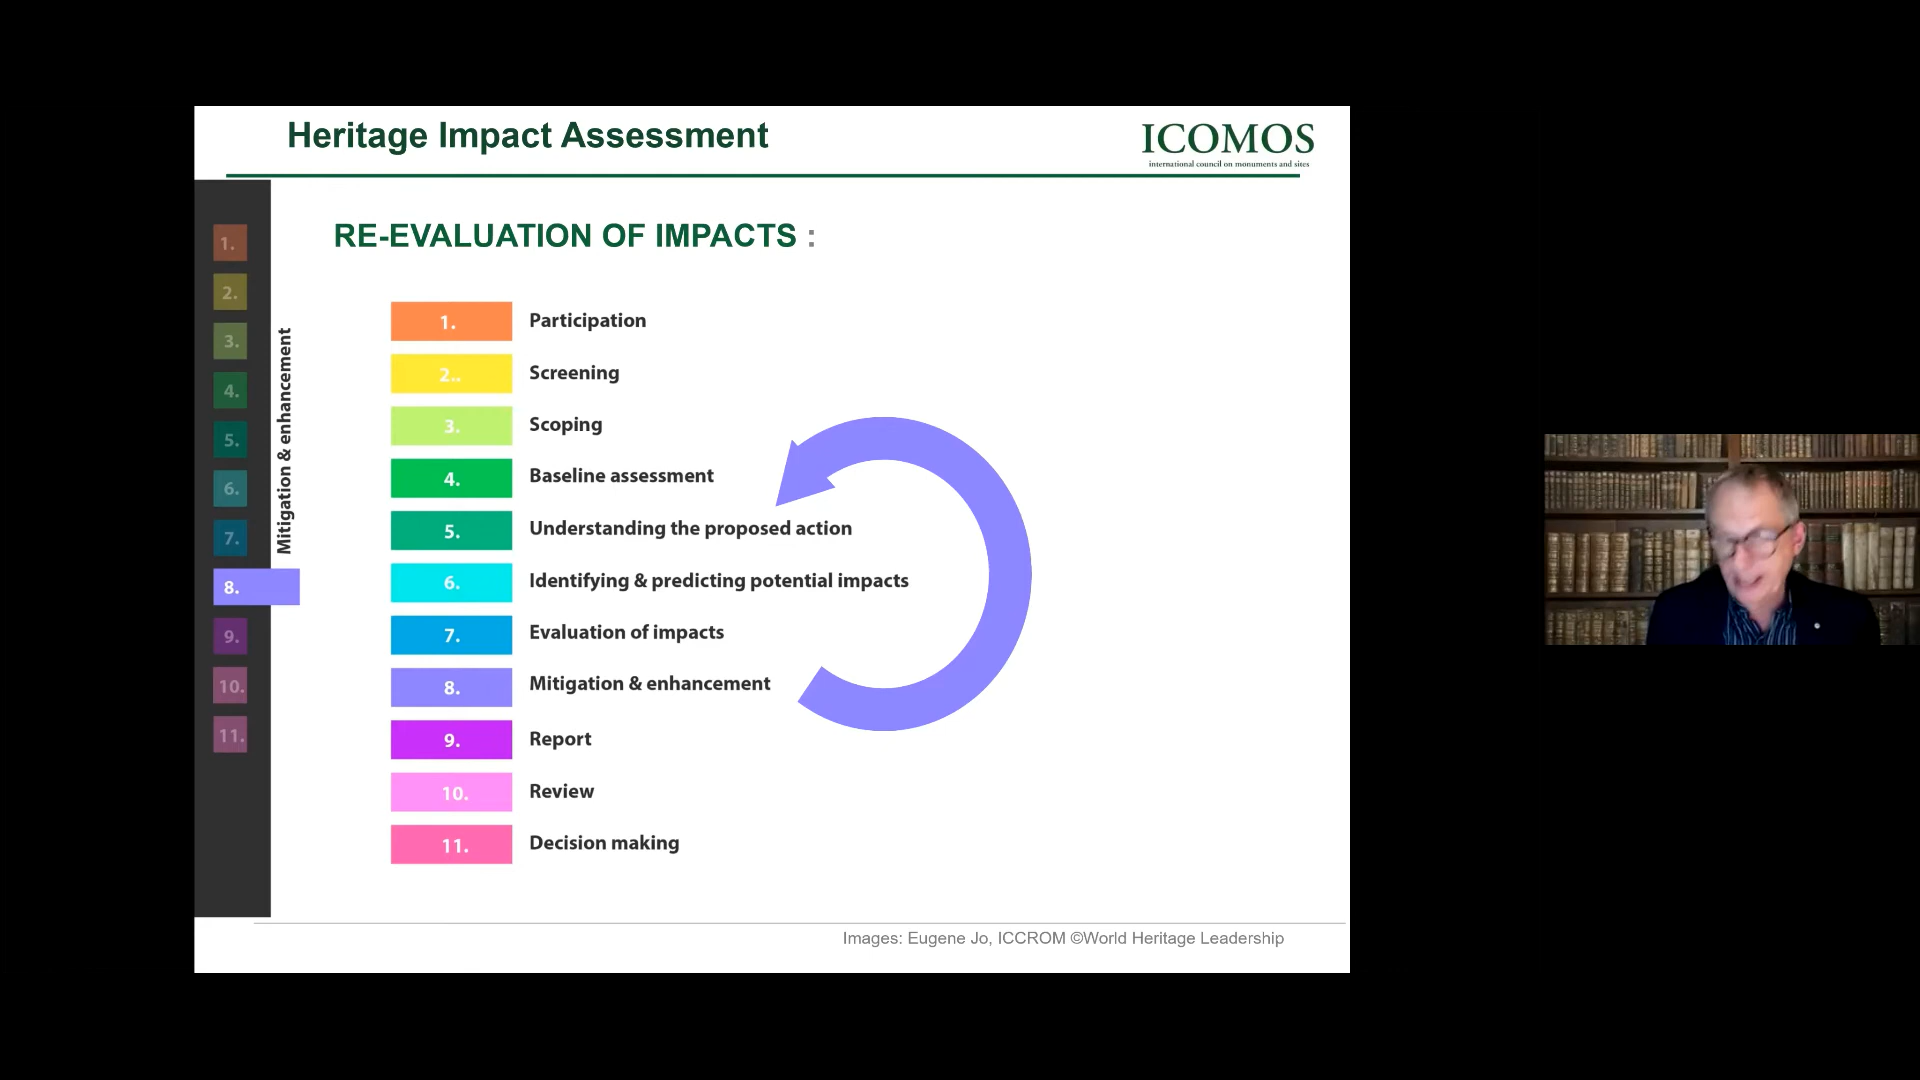 Heritage Impact Assessment
ICOMOS
international council on monuments and sites
1.
2.
3.
4.
5.
6.
7.
8.
9.
10.
11.
Mitigation & enhancement
RE-EVALUATION OF IMPACTS :
1. Participation
2.. Screening
3. Scoping
4. Baseline assessment
5. Understanding the proposed action
6. Identifying & predicting potential impacts
7. Evaluation of impacts
8. Mitigation & enhancement
9. Report
10. Review
11. Decision making
Images: Eugene Jo, ICCROM ©World Heritage Leadership